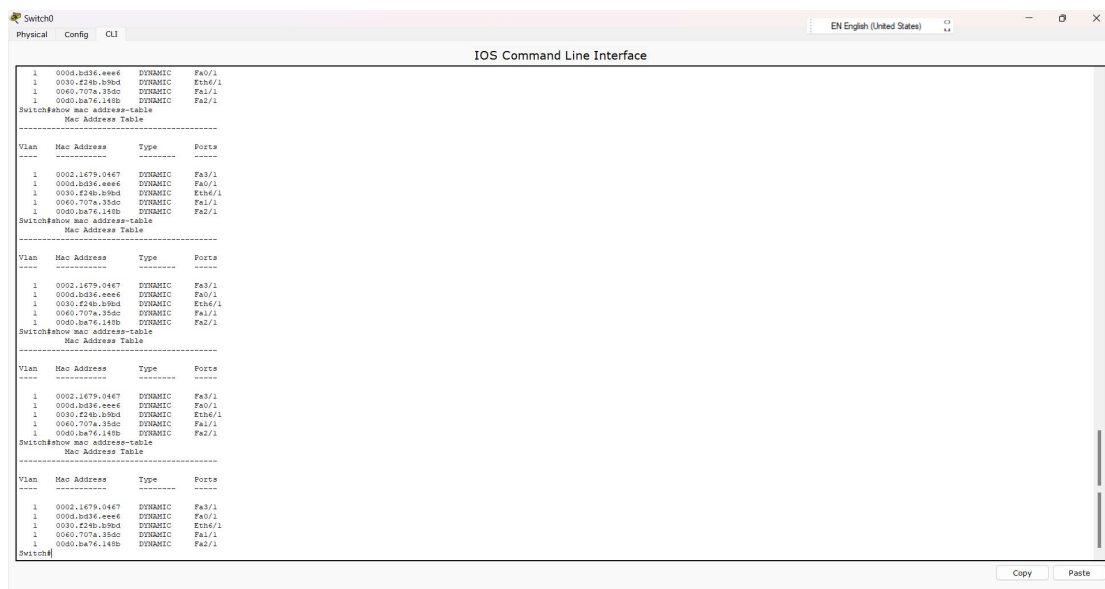 Switch0
EN English (United States)
Physical Config CLI
IOS Command Line Interface
1 000d.bd36.eee6 DYNAMIC Fa0/1
1 0030.f24b.b9bd DYNAMIC Eth6/1
1 0060.707a.35dc DYNAMIC Fa1/1
1 00d0.ba76.148b DYNAMIC Fa2/1
Switch#show mac address-table
Mac Address Table
-------------------------------------------
Vlan Mac Address Type Ports
---- ----------- -------- -----
1 0002.1679.0467 DYNAMIC Fa3/1
1 000d.bd36.eee6 DYNAMIC Fa0/1
1 0030.f24b.b9bd DYNAMIC Eth6/1
1 0060.707a.35dc DYNAMIC Fa1/1
1 00d0.ba76.148b DYNAMIC Fa2/1
Switch#show mac address-table
Mac Address Table
-------------------------------------------
Vlan Mac Address Type Ports
---- ----------- -------- -----
1 0002.1679.0467 DYNAMIC Fa3/1
1 000d.bd36.eee6 DYNAMIC Fa0/1
1 0030.f24b.b9bd DYNAMIC Eth6/1
1 0060.707a.35dc DYNAMIC Fa1/1
1 00d0.ba76.148b DYNAMIC Fa2/1
Switch#show mac address-table
Mac Address Table
-------------------------------------------
Vlan Mac Address Type Ports
---- ----------- -------- -----
1 0002.1679.0467 DYNAMIC Fa3/1
1 000d.bd36.eee6 DYNAMIC Fa0/1
1 0030.f24b.b9bd DYNAMIC Eth6/1
1 0060.707a.35dc DYNAMIC Fa1/1
1 00d0.ba76.148b DYNAMIC Fa2/1
Switch#show mac address-table
Mac Address Table
-------------------------------------------
Vlan Mac Address Type Ports
---- ----------- -------- -----
1 0002.1679.0467 DYNAMIC Fa3/1
1 000d.bd36.eee6 DYNAMIC Fa0/1
1 0030.f24b.b9bd DYNAMIC Eth6/1
1 0060.707a.35dc DYNAMIC Fa1/1
1 00d0.ba76.148b DYNAMIC Fa2/1
Switch#
Copy Paste